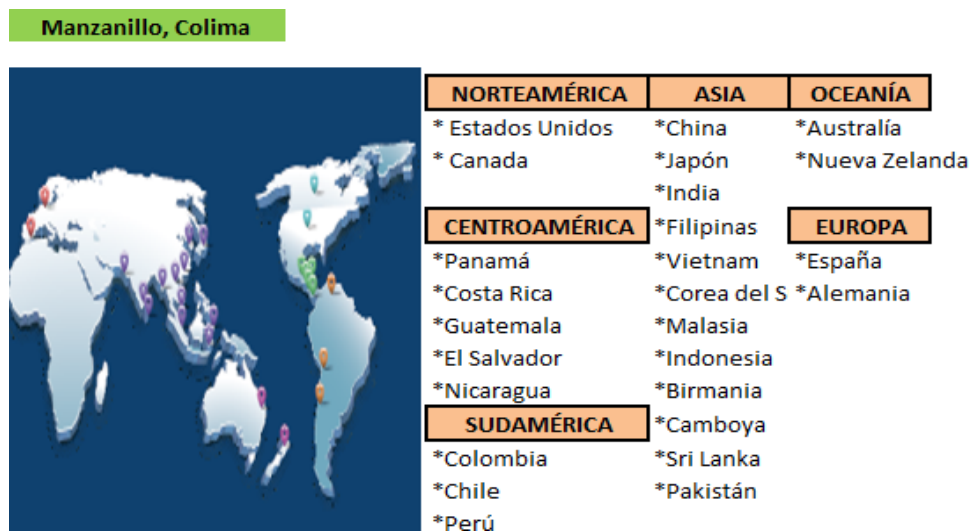 Manzanillo, Colima
NORTEAMÉRICA
* Estados Unidos
* Canada
CENTROAMÉRICA
*Panamá
*Costa Rica
*Guatemala
*El Salvador
*Nicaragua
SUDAMÉRICA
*Colombia
*Chile
*Perú
ASIA
*China
*Japón
*India
*Filipinas
*Vietnam
*Corea del S
*Malasia
*Indonesia
*Birmania
*Camboya
*Sri Lanka
*Pakistán
OCEANÍA
*Australía
*Nueva Zelanda
EUROPA
*España
*Alemania